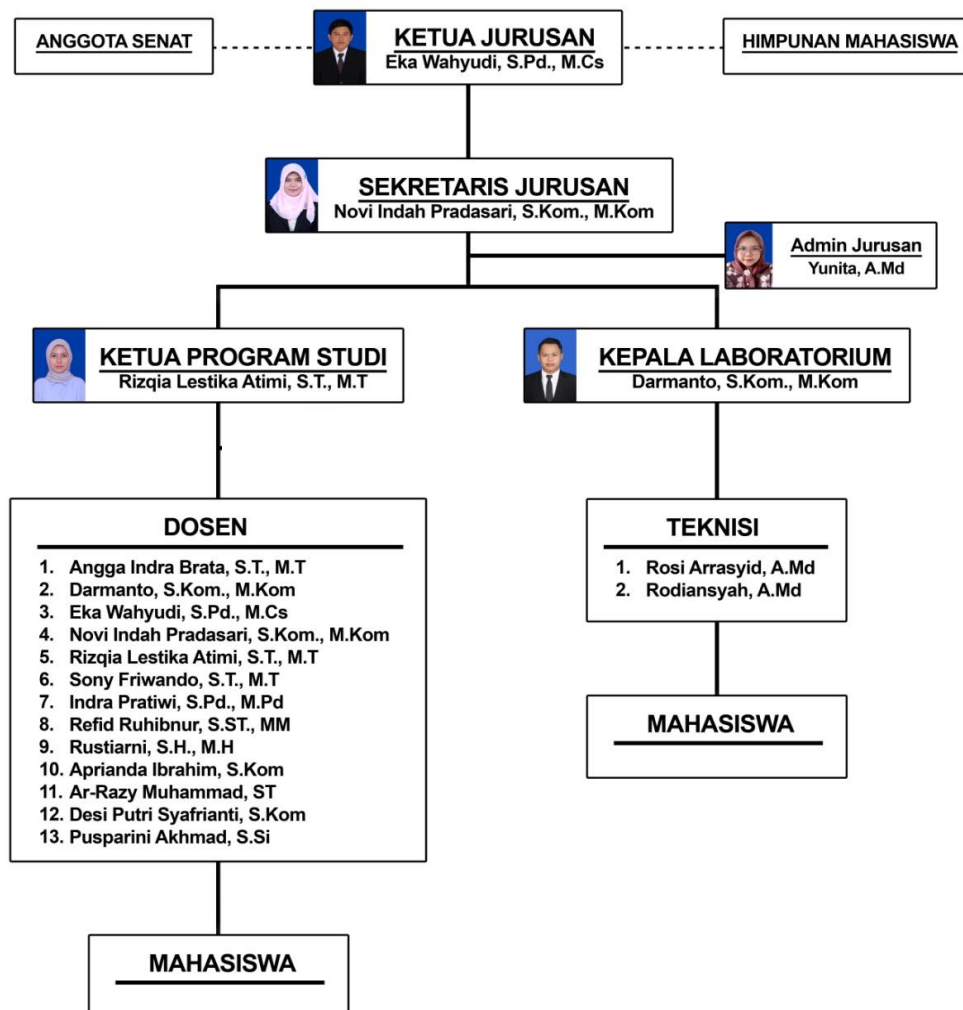 ANGGOTA SENAT
KETUA JURUSAN
Eka Wahyudi, S.Pd., M.Cs
HIMPUNAN MAHASISWA
SEKRETARIS JURUSAN
Novi Indah Pradasari, S.Kom., M.Kom
Admin Jurusan
Yunita, A.Md
KETUA PROGRAM STUDI
Rizqia Lestika Atimi, S.T., M.T
KEPALA LABORATORIUM
Darmanto, S.Kom., M.Kom
DOSEN
1. Angga Indra Brata, S.T., M.T
2. Darmanto, S.Kom., M.Kom
3. Eka Wahyudi, S.Pd., M.Cs
4. Novi Indah Pradasari, S.Kom., M.Kom
5. Rizqia Lestika Atimi, S.T., M.T
6. Sony Friwando, S.T., M.T
7. Indra Pratiwi, S.Pd., M.Pd
8. Refid Ruhibnur, S.ST., MM
9. Rustiarni, S.H., M.H
10. Aprianda Ibrahim, S.Kom
11. Ar-Razy Muhammad, ST
12. Desi Putri Syafrianti, S.Kom
13. Pusparini Akhmad, S.Si
TEKNISI
1. Rosi Arrasyid, A.Md
2. Rodiansyah, A.Md
MAHASISWA
MAHASISWA